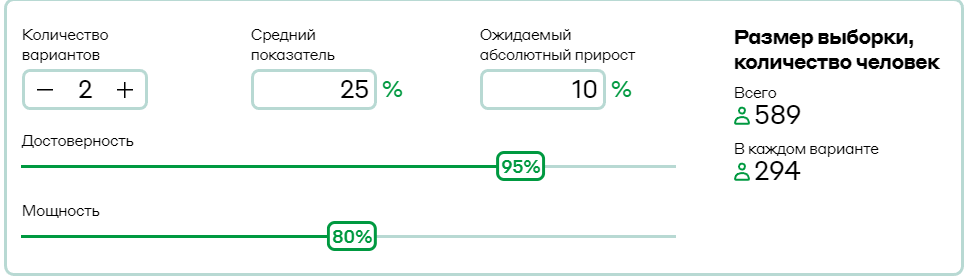 Количество
вариантов
— 2 +
Средний
показатель
25 %
Ожидаемый
абсолютный прирост
10 %
Достоверность
95%
Мощность
80%
Размер выборки,
количество человек
Всего
589
В каждом варианте
294